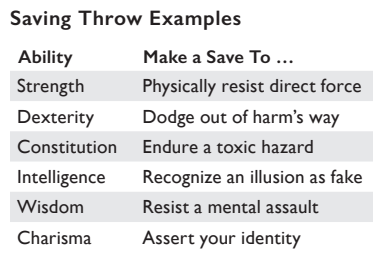 Saving Throw Examples
Ability Make a Save To …
Strength Physically resist direct force
Dexterity Dodge out of harm’s way
Constitution Endure a toxic hazard
Intelligence Recognize an illusion as fake
Wisdom Resist a mental assault
Charisma Assert your identity